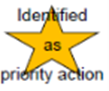 Identified
as
priority action